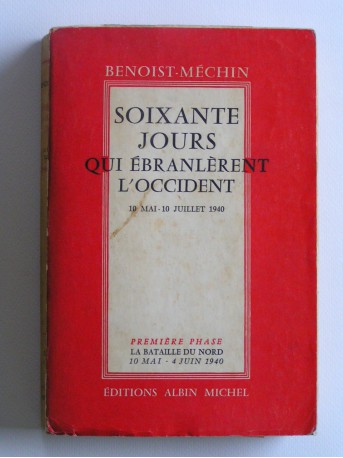 BENOIST-MÉCHIN
SOIXANTE
JOURS
QUI ÉBRANLÈRENT
L'OCCIDENT
10 MAI-10 JUILLET 1940
PREMIÈRE PHASE
LA BATAILLE DU NORD
10 MAI - 4 JUIN 1940
ÉDITIONS ALBIN MICHEL